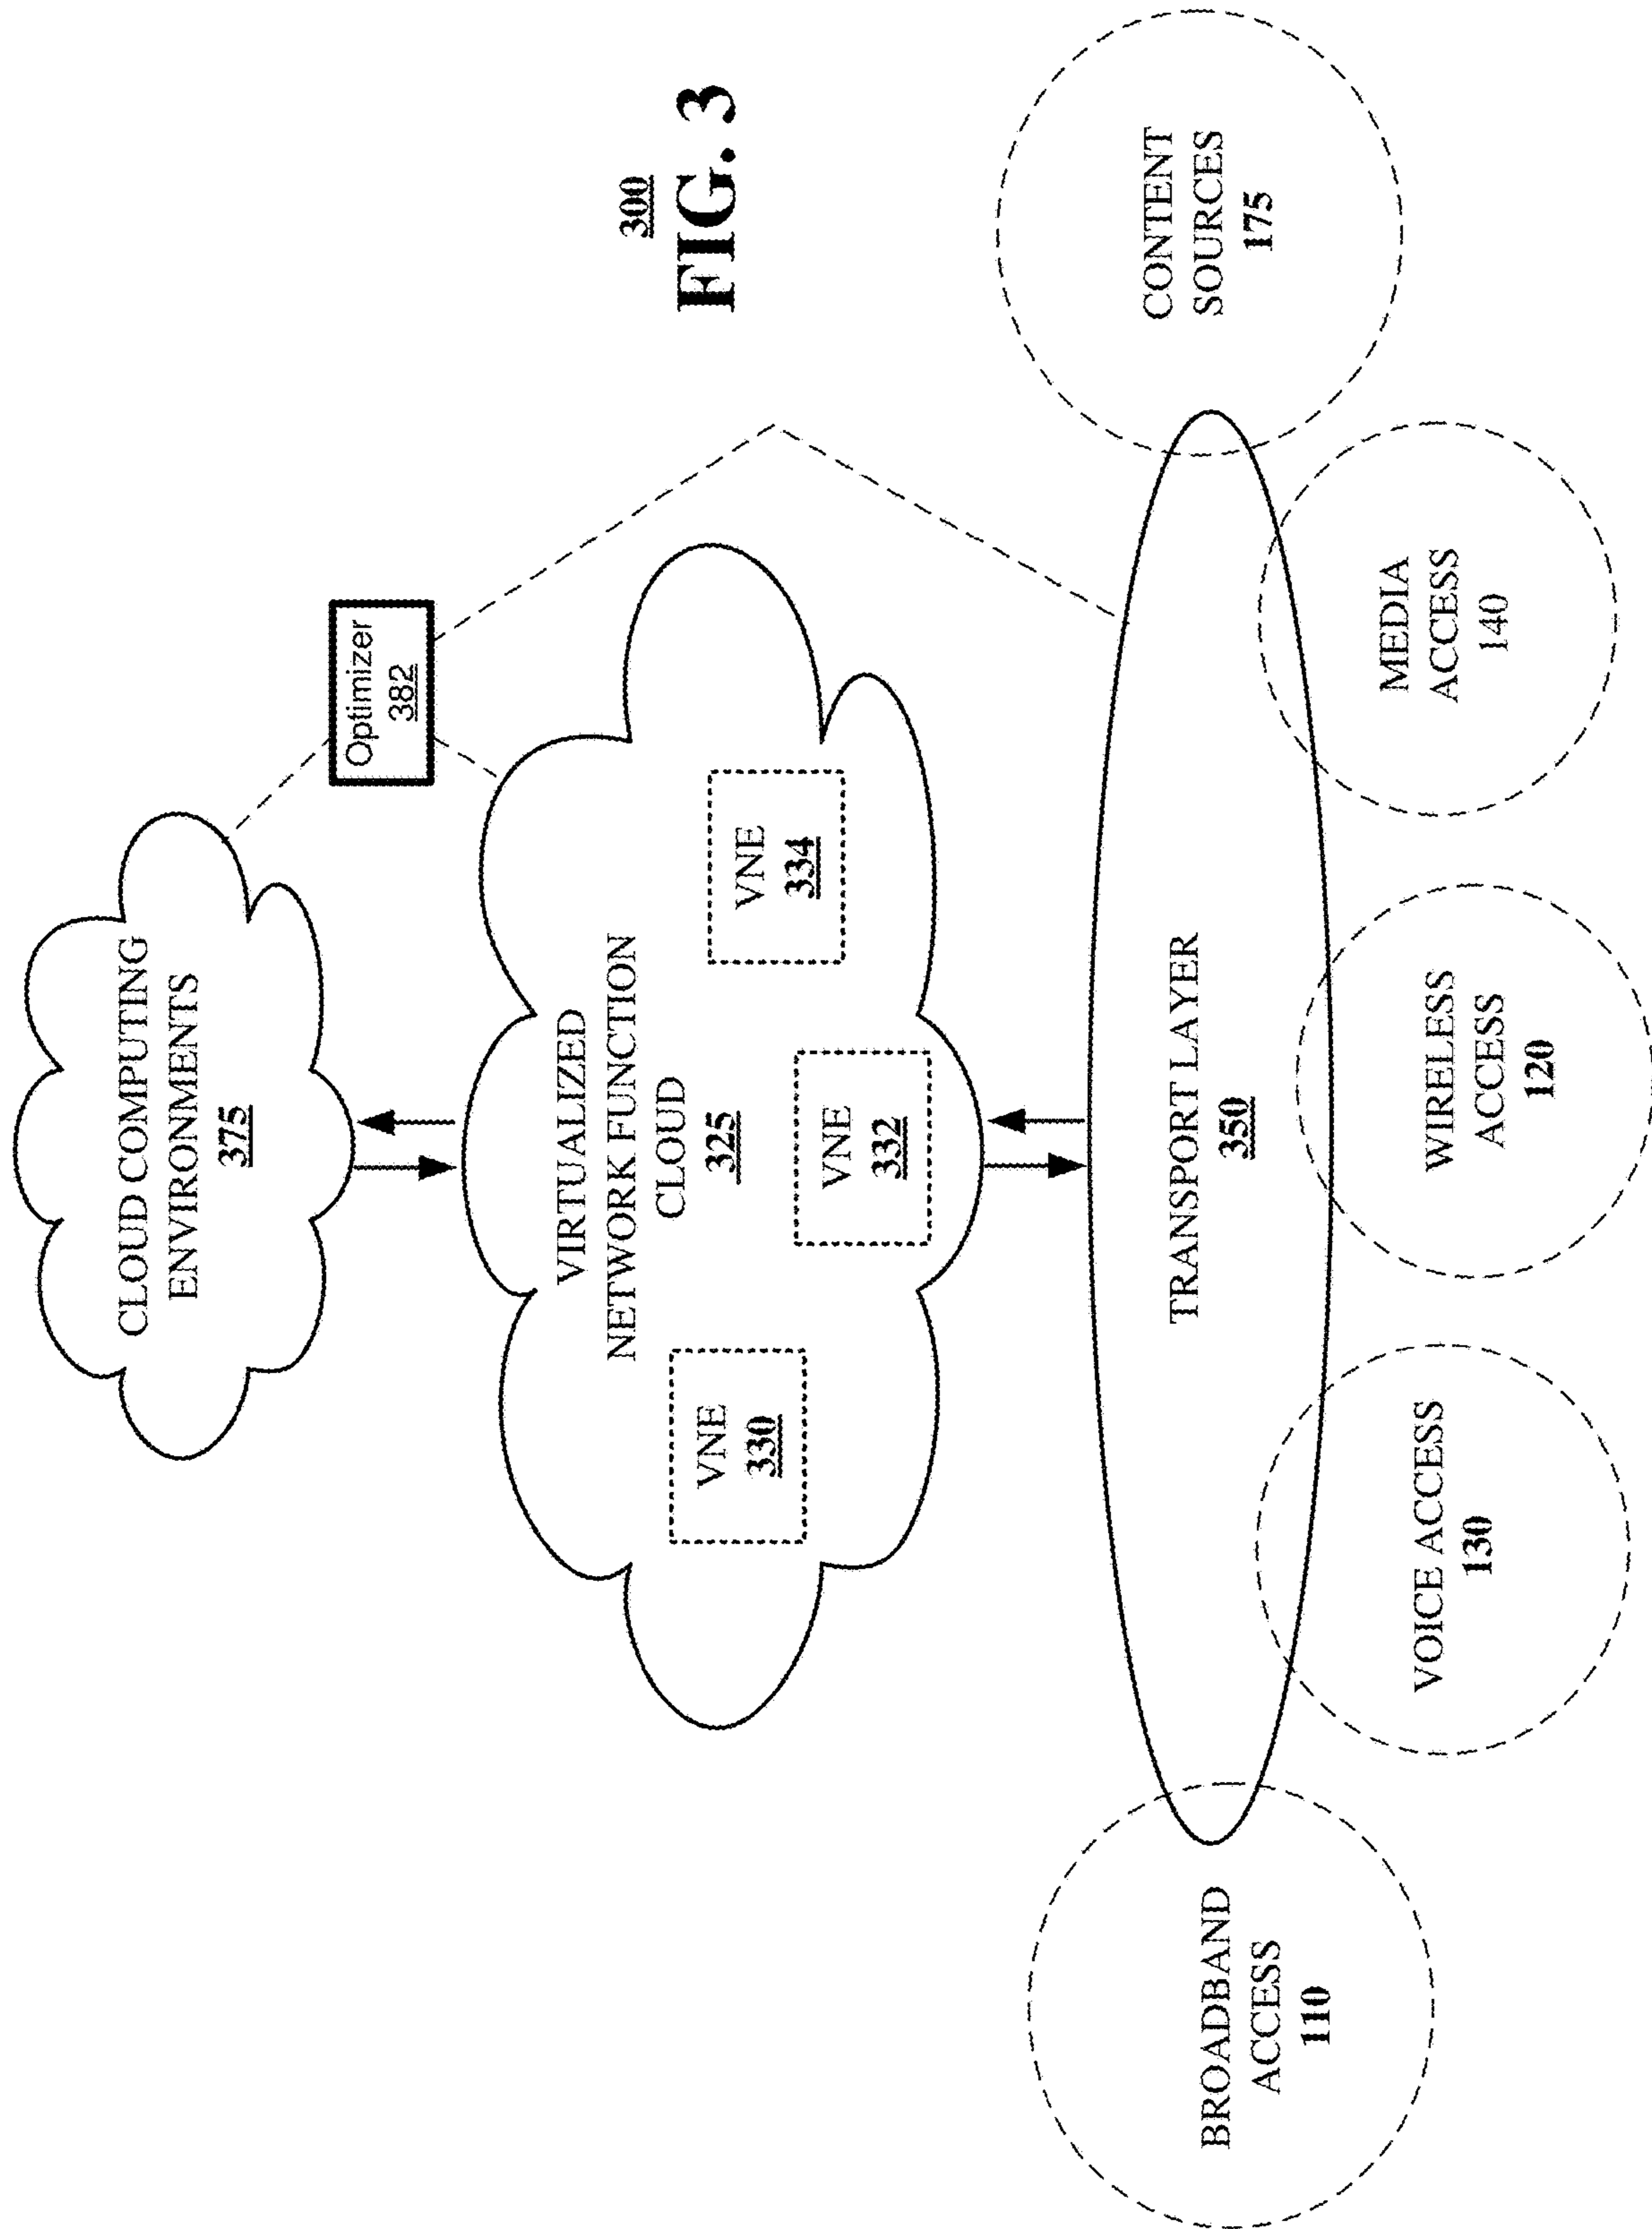 CLOUD COMPUTING
ENVIRONMENTS
375
Optimizer
382
VIRTUALIZED
NETWORK FUNCTION
CLOUD
325
VNE
330
VNE
332
VNE
334
300
FIG. 3
TRANSPORT LAYER
350
BROADBAND
ACCESS
110
VOICE ACCESS
130
WIRELESS
ACCESS
120
MEDIA
ACCESS
140
CONTENT
SOURCES
175